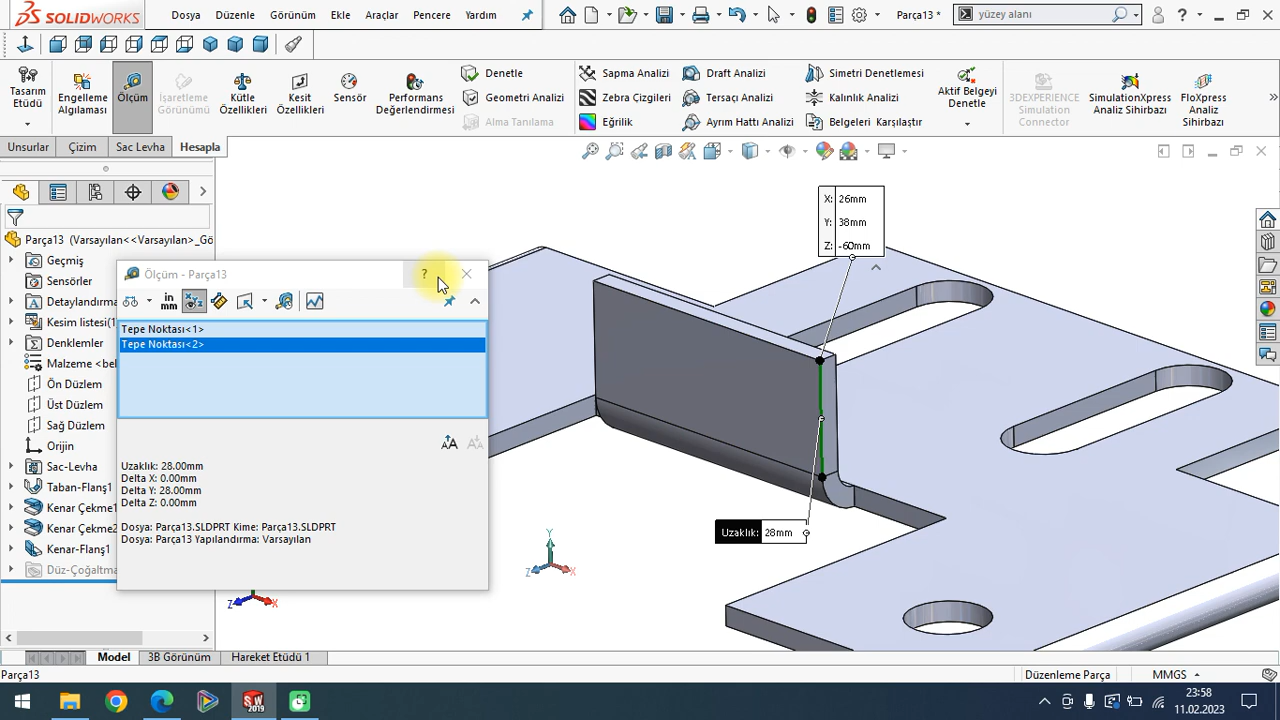 SOLIDWORKS
Dosya Düzenle Görünüm Ekle Araçlar Pencere Yardım
Parça13 *
yüzey alanı
Tasarım Etüdü
Engelleme Algılaması
Ölçüm
İşaretleme Görünümü
Kütle Özellikleri
Kesit Özellikleri
Sensör
Performans Değerlendirmesi
Denetle
Geometri Analizi
Alma Tanılama
Sapma Analizi
Zebra Çizgileri
Eğrilik
Draft Analizi
Tersaçı Analizi
Ayrım Hattı Analizi
Simetri Denetlemesi
Kalınlık Analizi
Belgeleri Karşılaştır
Aktif Belgeyi Denetle
3DEXPERIENCE Simulation Connector
SimulationXpress Analiz Sihirbazı
FloXpress Analiz Sihirbazı
Unsurlar Çizim Sac Levha Hesapla
Parça13 (Varsayılan<<Varsayılan>_Gö
Geçmiş
Sensörler
Detaylandırma
Kesim listesi(1
Denklemler
Malzeme <bel
Ön Düzlem
Üst Düzlem
Sağ Düzlem
Orijin
Sac-Levha
Taban-Flanş1
Kenar Çekme1
Kenar Çekme2
Kenar-Flanş1
Düz-Çoğaltma
Ölçüm - Parça13
?
in
mm
Tepe Noktası<1>
Tepe Noktası<2>
Uzaklık: 28.00mm
Delta X: 0.00mm
Delta Y: 28.00mm
Delta Z: 0.00mm
Dosya: Parça13.SLDPRT Kime: Parça13.SLDPRT
Dosya: Parça13 Yapılandırma: Varsayılan
X: 26mm
Y: 38mm
Z: -60mm
Uzaklık: 28mm
Y
Z
X
Z
X
Model 3B Görünüm Hareket Etüdü 1
Parça13
Düzenleme Parça
MMGS
23:58
11.02.2023